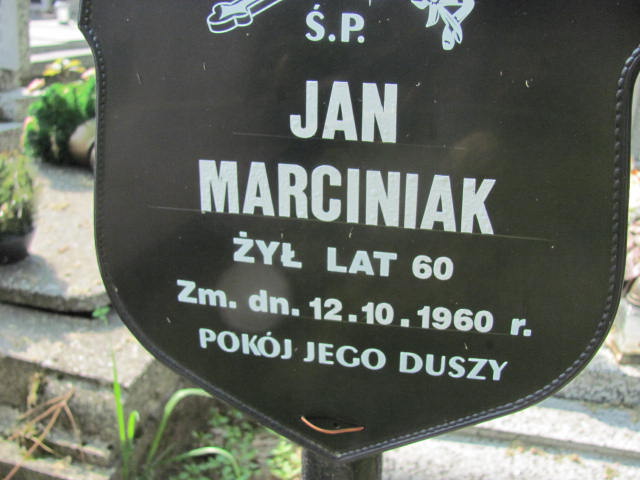 Ś.P.
JAN
MARCINIAK
ŻYŁ LAT 60
Zm. dn. 12.10.1960 r.
POKÓJ JEGO DUSZY